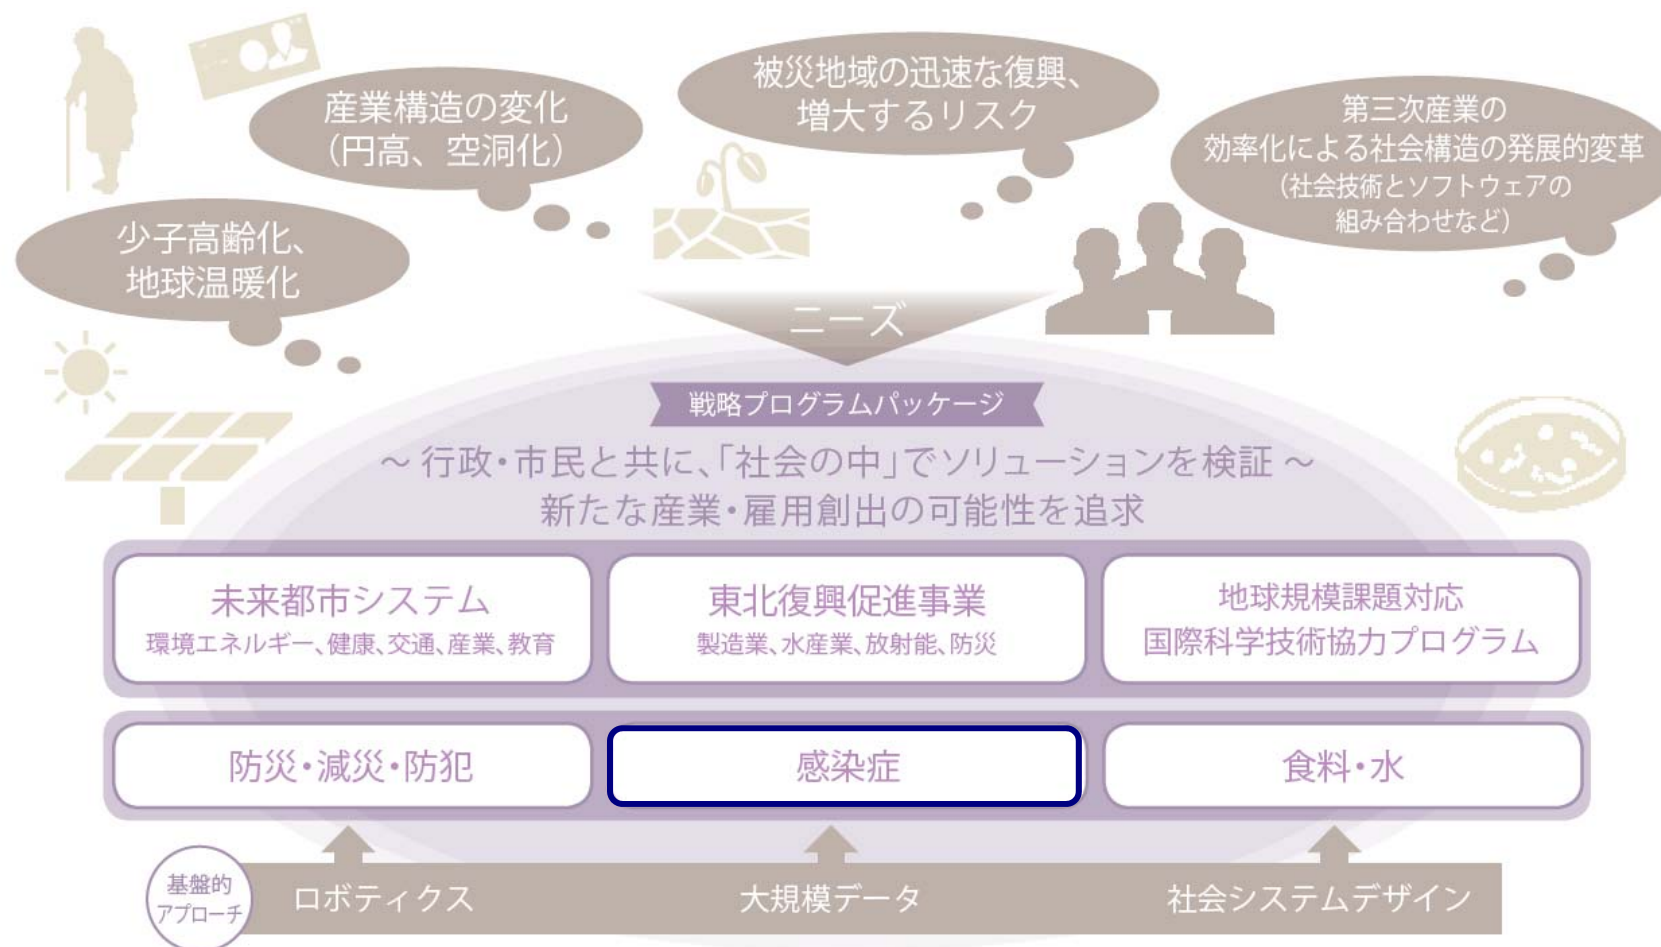 産業構造の変化
（円高、空洞化）
被災地域の迅速な復興、
増大するリスク
第三次産業の
効率化による社会構造の発展的変革
（社会技術とソフトウェアの
組み合わせなど）
少子高齢化、
地球温暖化
ニーズ
戦略プログラムパッケージ
～行政・市民と共に、「社会の中」でソリューションを検証～
新たな産業・雇用創出の可能性を追求
未来都市システム
環境エネルギー、健康、交通、産業、教育
東北復興促進事業
製造業、水産業、放射能、防災
地球規模課題対応
国際科学技術協力プログラム
防災・減災・防犯
感染症
食料・水
基盤的
アプローチ
ロボティクス
大規模データ
社会システムデザイン